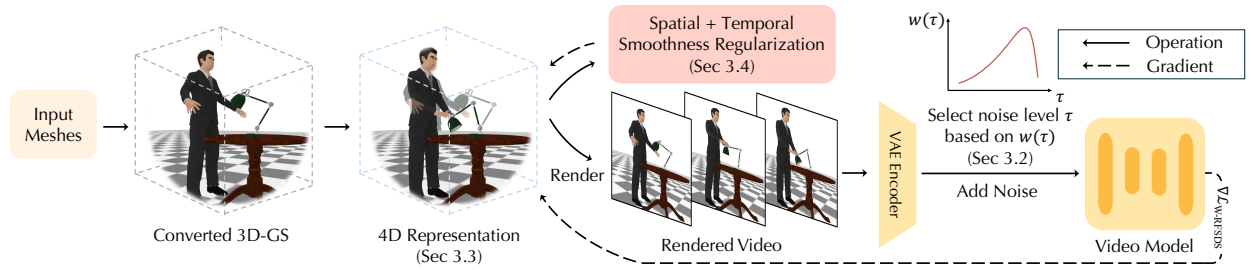 Input
Meshes
Converted 3D-GS
4D Representation
(Sec 3.3)
Spatial + Temporal
Smoothness Regularization
(Sec 3.4)
Render
Rendered Video
VAE Encoder
w(τ)
τ
Select noise level τ
based on w(τ)
(Sec 3.2)
Add Noise
Operation
Gradient
Video Model
∇ℒ_W-RFSDS